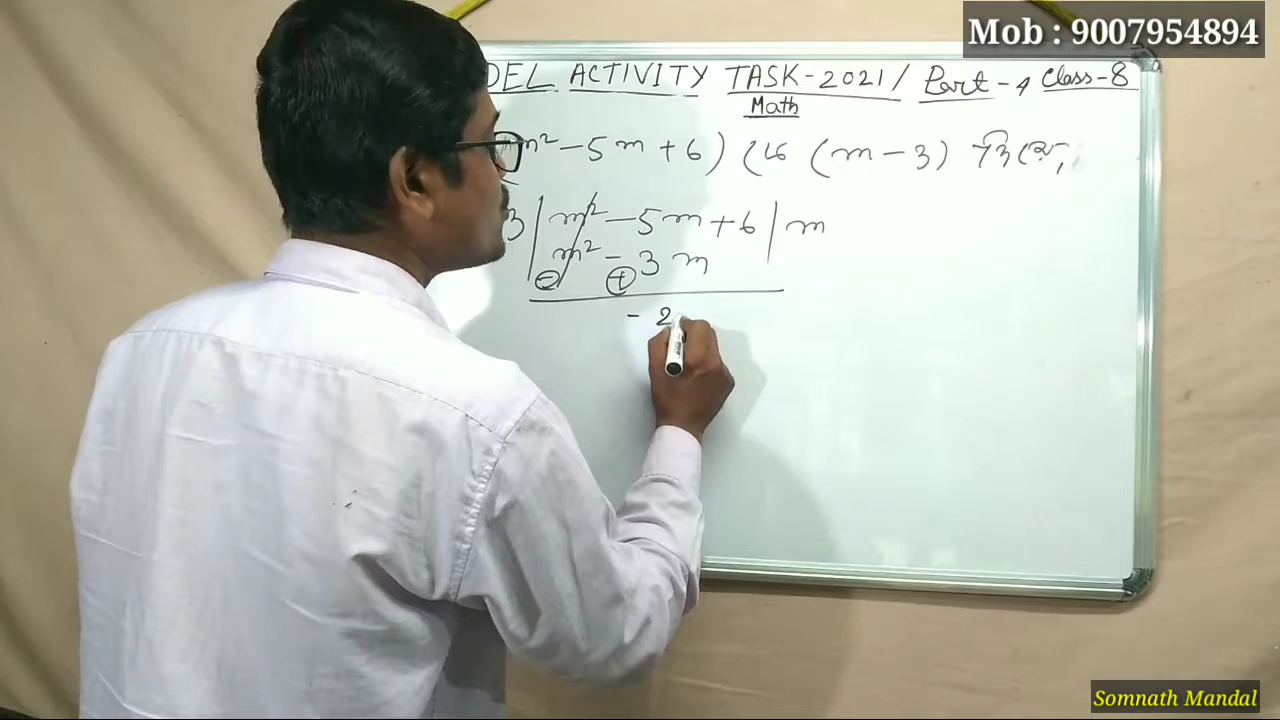 Mob : 9007954894
DEL ACTIVITY TASK-2021/ Part-4 Class-8
Math
m² - 5m + 6) কে (m - 3) দিয়ে,
3 | m² - 5m + 6 | m
m² - 3m
(-) (+)
- 2
Somnath Mandal